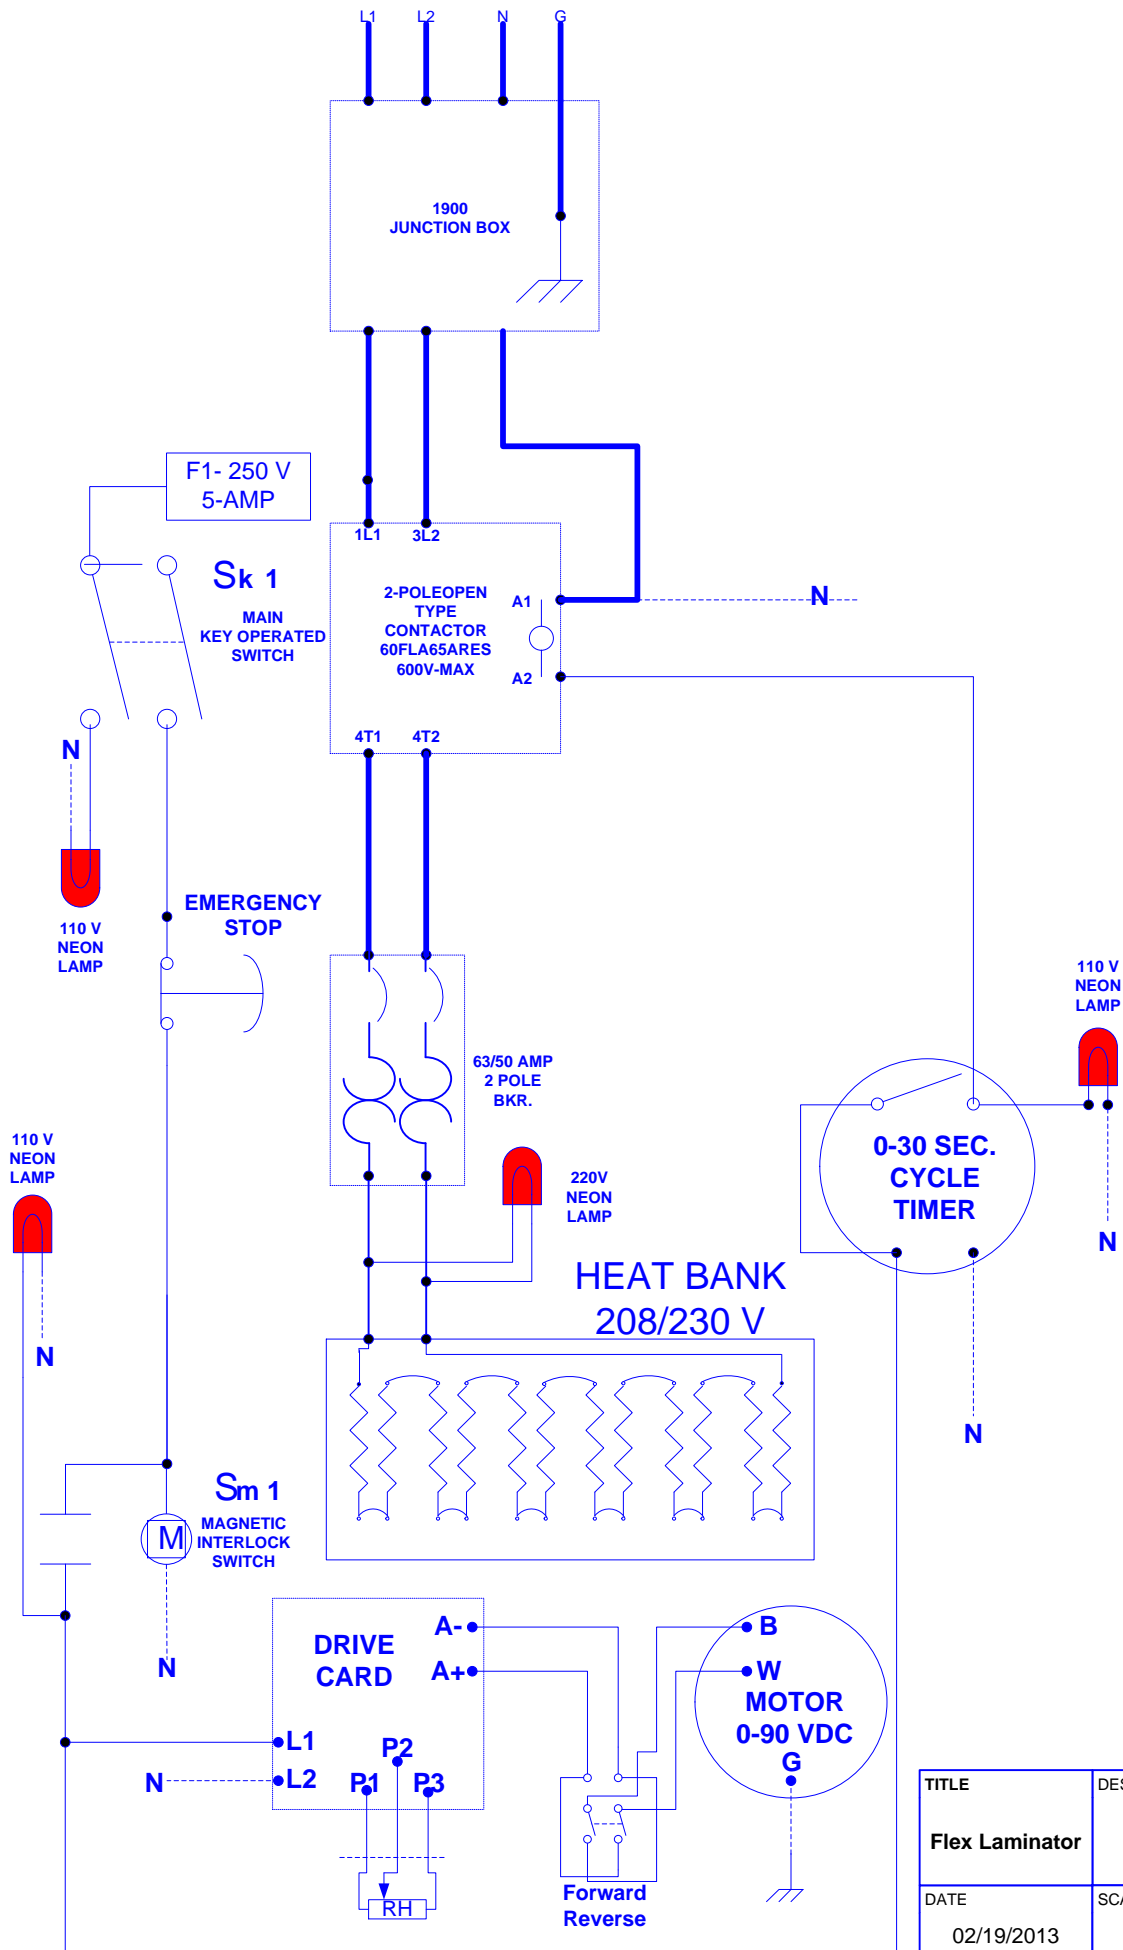 L1 L2 N G
1900
JUNCTION BOX
F1- 250 V
5-AMP
1L1 3L2
Sk 1
MAIN
KEY OPERATED
SWITCH
2-POLEOPEN
TYPE
CONTACTOR
60FLA65ARES
600V-MAX
A1
A2
N
4T1 4T2
N
110 V
NEON
LAMP
EMERGENCY
STOP
63/50 AMP
2 POLE
BKR.
110 V
NEON
LAMP
0-30 SEC.
CYCLE
TIMER
N
N
110 V
NEON
LAMP
N
220V
NEON
LAMP
HEAT BANK
208/230 V
Sm 1
MAGNETIC
INTERLOCK
SWITCH
M
N
DRIVE
CARD
A-
A+
L1
N L2
P1 P2 P3
RH
B
W
MOTOR
0-90 VDC
G
Forward
Reverse
TITLE DES
Flex Laminator
DATE SCA
02/19/2013